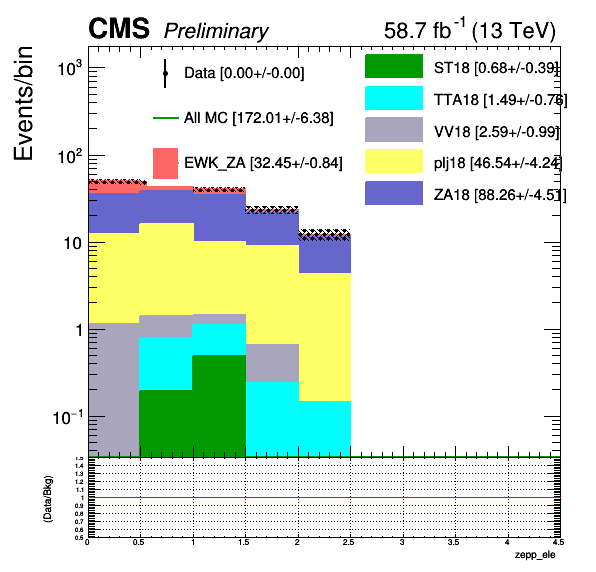 CMS Preliminary 58.7 fb⁻¹ (13 TeV)
Events/bin
10³
10²
10
1
10⁻¹
Data [0.00+/-0.00]
All MC [172.01+/-6.38]
EWK_ZA [32.45+/-0.84]
ST18 [0.68+/-0.39]
TTA18 [1.49+/-0.76]
VV18 [2.59+/-0.99]
plj18 [46.54+/-4.24]
ZA18 [88.26+/-4.51]
(Data/Bkg)
1.5
1.4
1.3
1.2
1.1
1
0.9
0.8
0.7
0.6
0.5
0 0.5 1 1.5 2 2.5 3 3.5 4 4.5
zepp_ele